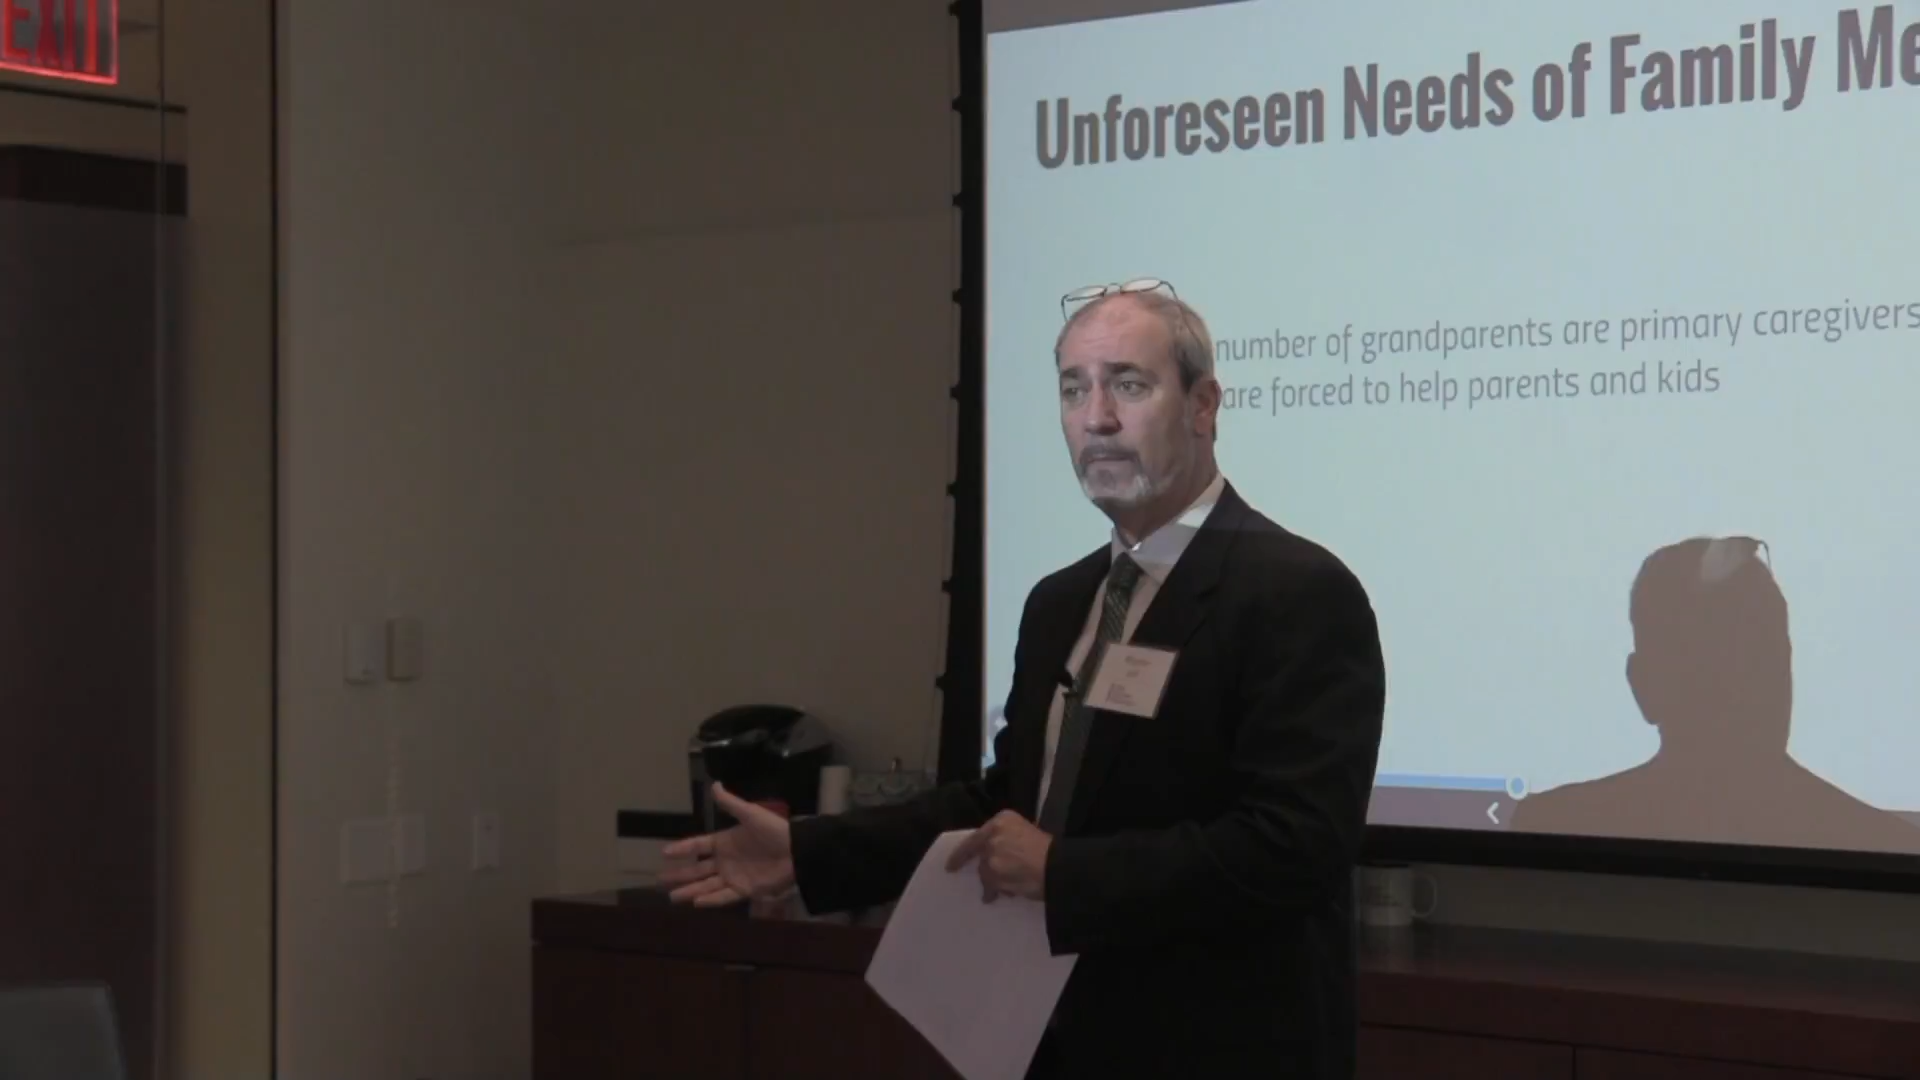 EXIT
Unforeseen Needs of Family Me
number of grandparents are primary caregivers
are forced to help parents and kids